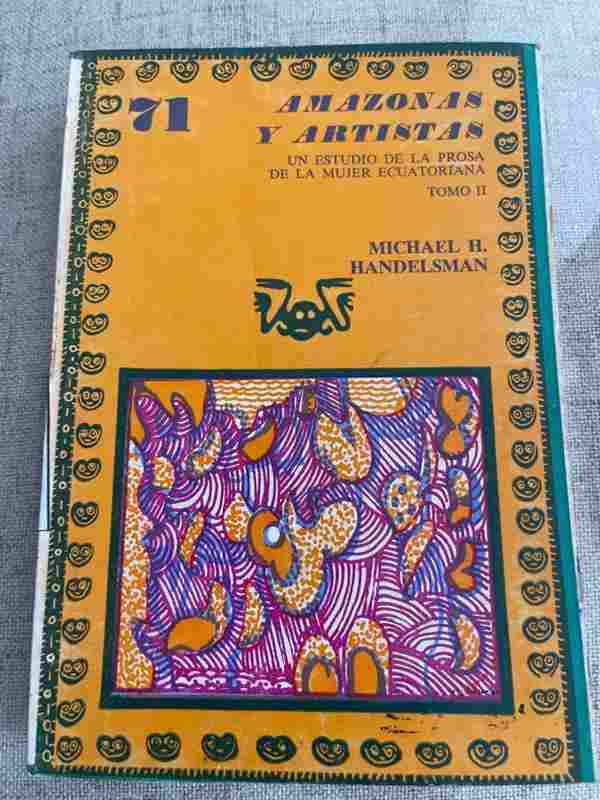 71
AMAZONAS
Y ARTISTAS
UN ESTUDIO DE LA PROSA
DE LA MUJER ECUATORIANA
TOMO II
MICHAEL H.
HANDELSMAN